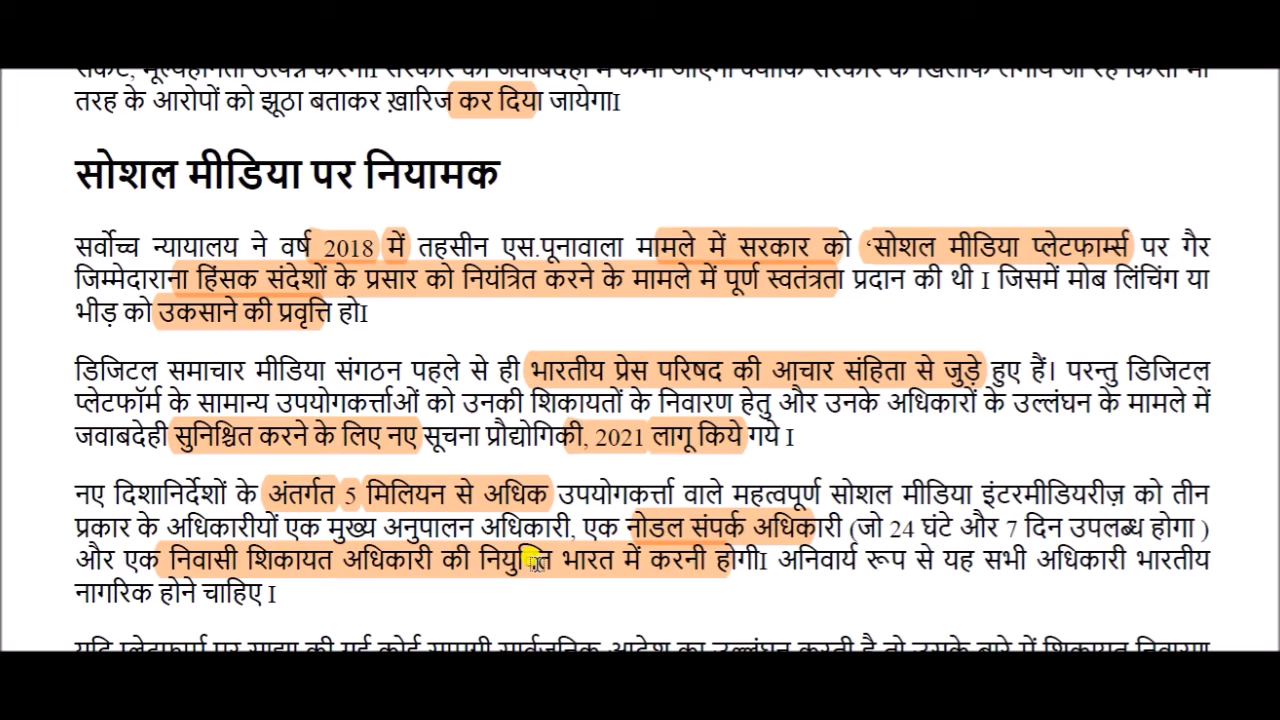 तरह के आरोपों को झूठा बताकर ख़ारिज कर दिया जायेगाI
सोशल मीडिया पर नियामक
सर्वोच्च न्यायालय ने वर्ष 2018 में तहसीन एस.पूनावाला मामले में सरकार को ‘सोशल मीडिया प्लेटफार्म्स पर गैर
जिम्मेदाराना हिंसक संदेशों के प्रसार को नियंत्रित करने के मामले में पूर्ण स्वतंत्रता प्रदान की थी I जिसमें मोब लिंचिंग या
भीड़ को उकसाने की प्रवृत्ति होI
डिजिटल समाचार मीडिया संगठन पहले से ही भारतीय प्रेस परिषद की आचार संहिता से जुड़े हुए हैं। परन्तु डिजिटल
प्लेटफॉर्म के सामान्य उपयोगकर्त्ताओं को उनकी शिकायतों के निवारण हेतु और उनके अधिकारों के उल्लंघन के मामले में
जवाबदेही सुनिश्चित करने के लिए नए सूचना प्रौद्योगिकी, 2021 लागू किये गये I
नए दिशानिर्देशों के अंतर्गत 5 मिलियन से अधिक उपयोगकर्त्ता वाले महत्वपूर्ण सोशल मीडिया इंटरमीडियरीज़ को तीन
प्रकार के अधिकारीयों एक मुख्य अनुपालन अधिकारी, एक नोडल संपर्क अधिकारी (जो 24 घंटे और 7 दिन उपलब्ध होगा )
और एक निवासी शिकायत अधिकारी की नियुक्ति भारत में करनी होगीI अनिवार्य रूप से यह सभी अधिकारी भारतीय
नागरिक होने चाहिए I